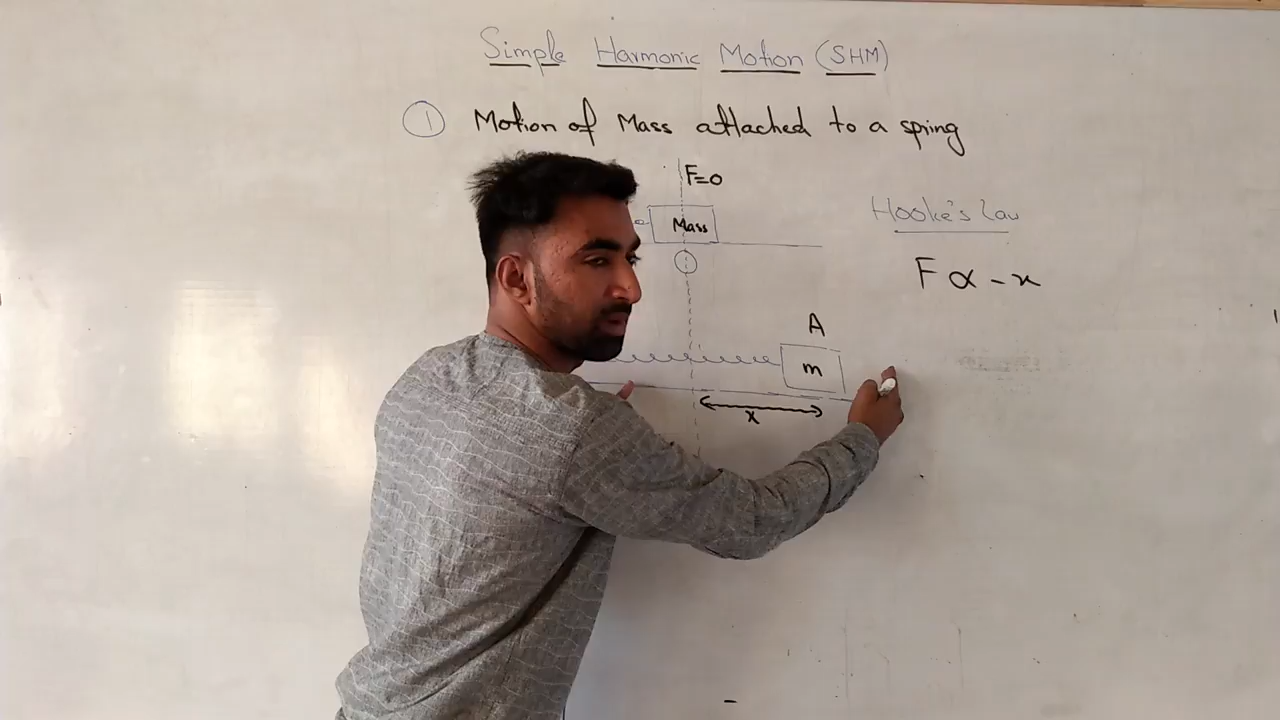 Simple Harmonic Motion (SHM)
① Motion of Mass attached to a spring
F=0
Mass
Hooke's Law
F ∝ - x
A
m
x